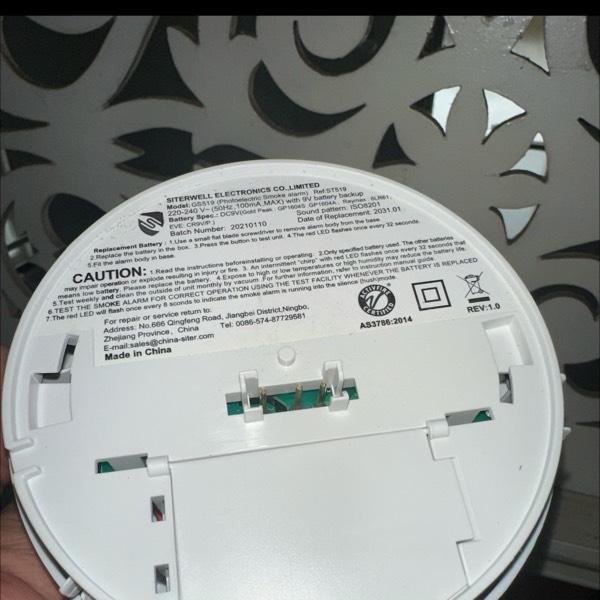 SITERWELL ELECTRONICS CO.,LIMITED
Model: GS519 (Photoelectric Smoke alarm) Ref:ST519
220-240 V~ (50Hz, 100mA,MAX) with 9V battery backup
Battery Spec.: DC9V(Gold Peak: GP1604S GP1604A, Raymax: 6LR61,
EVE: CR9V/P.) Sound pattern: ISO8201
Batch Number: 20210110 Date of Replacement: 2031.01
Replacement Battery : 1.Use a small flat blade screwdriver to remove alarm body from the base.
2.Replace the battery in the box. 3.Press the button to test unit. 4.The red LED flashes once every 32 seconds.
5.Fit the alarm body in base.
CAUTION: 1.Read the instructions before installing or operating. 2.Only specified battery used. The other batteries
may impair operation or explode resulting in injury or fire. 3. An intermittent "chirp" with red LED flashes once every 32 seconds that
means low battery, Please replace the battery. 4.Expose to high or low temperatures or high humidity may reduce the battery life.
5.Test weekly and clean the outside of unit monthly by vacuum For further information, refer to instruction manual guide.
6.TEST THE SMOKE ALARM FOR CORRECT OPERATION USING THE TEST FACILITY WHENEVER THE BATTERY IS REPLACED
7.The red LED will flash once every 8 seconds to indicate the smoke alarm is running into the silence (hush)mode.
For repair or service return to:
Address: No.666 Qingfeng Road, Jiangbei District,Ningbo,
Zhejiang Province , China Tel: 0086-574-87729581
E-mail:sales@china-siter.com
Made in China
ACTIVFIRE
CERTIFIED
AS3786:2014
REV:1.0